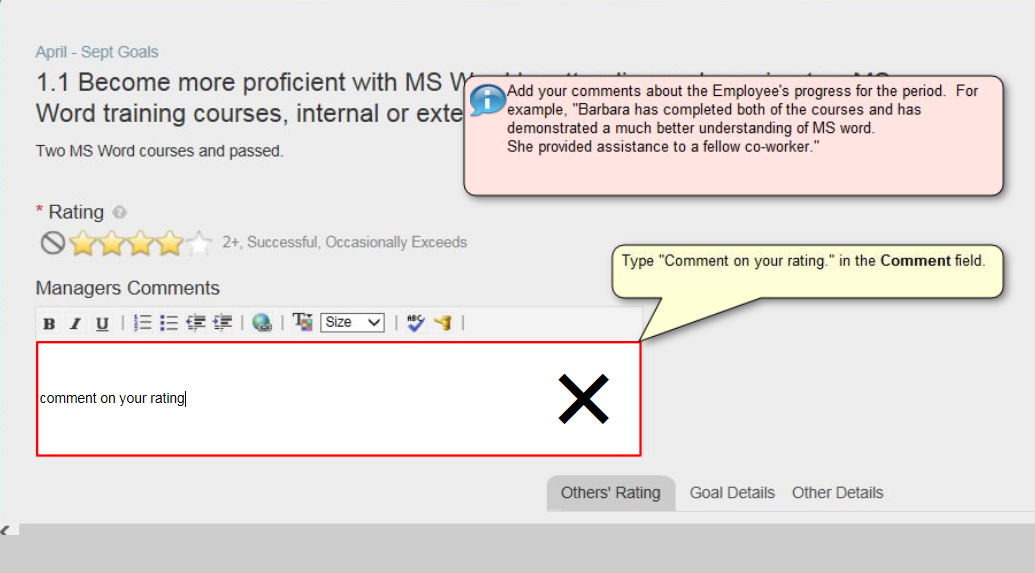 April - Sept Goals
1.1 Become more proficient with MS W
Word training courses, internal or exte
Two MS Word courses and passed.
Add your comments about the Employee's progress for the period. For
example, "Barbara has completed both of the courses and has
demonstrated a much better understanding of MS word.
She provided assistance to a fellow co-worker."
* Rating ?
2+, Successful, Occasionally Exceeds
Type "Comment on your rating." in the Comment field.
Managers Comments
B I U Size ABC
comment on your rating
Others' Rating Goal Details Other Details